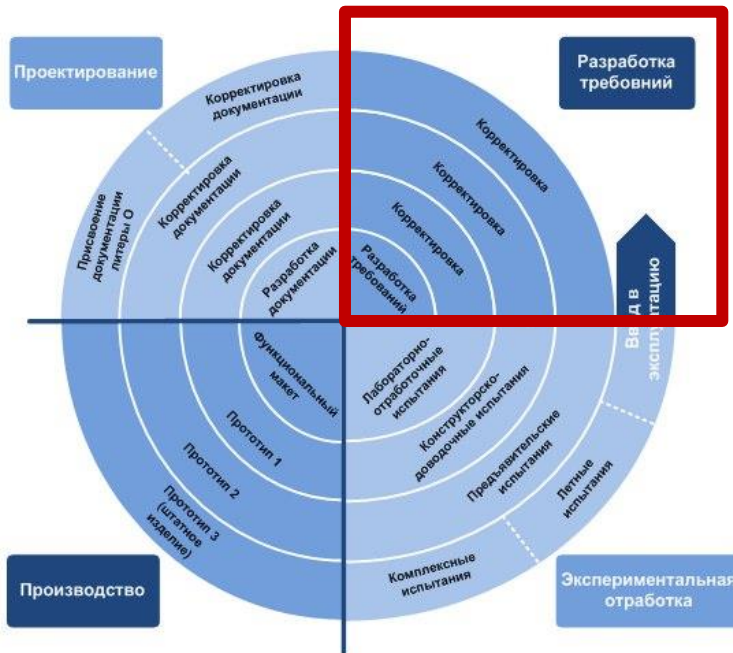 Проектирование
Разработка
требовний
Корректировка
документации
Корректировка
Присвоение
документации
литеры О
Корректировка
документации
Корректировка
Корректировка
документации
Корректировка
Разработка
документации
Разработка
требований
Ввод в
эксплуатацию
Функциональный
макет
Лабораторно-
отработочные
испытания
Прототип 1
Конструкторско-
доводочные испытания
Прототип 2
Предъявительские
испытания
Прототип 3
(штатное
изделие)
Летные
испытания
Комплексные
испытания
Производство
Экспериментальная
отработка